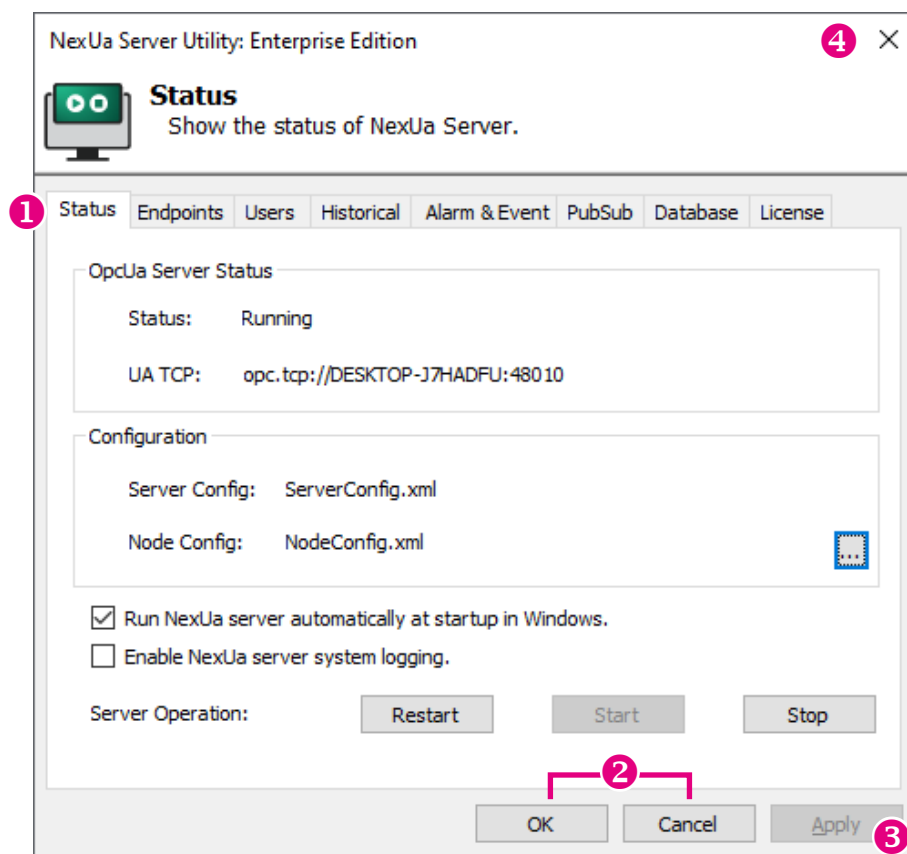 NexUa Server Utility: Enterprise Edition
4
Status
Show the status of NexUa Server.
1
Status Endpoints Users Historical Alarm & Event PubSub Database License
OpcUa Server Status
Status: Running
UA TCP: opc.tcp://DESKTOP-J7HADFU:48010
Configuration
Server Config: ServerConfig.xml
Node Config: NodeConfig.xml
...
Run NexUa server automatically at startup in Windows.
Enable NexUa server system logging.
Server Operation: Restart Start Stop
2
OK Cancel Apply
3